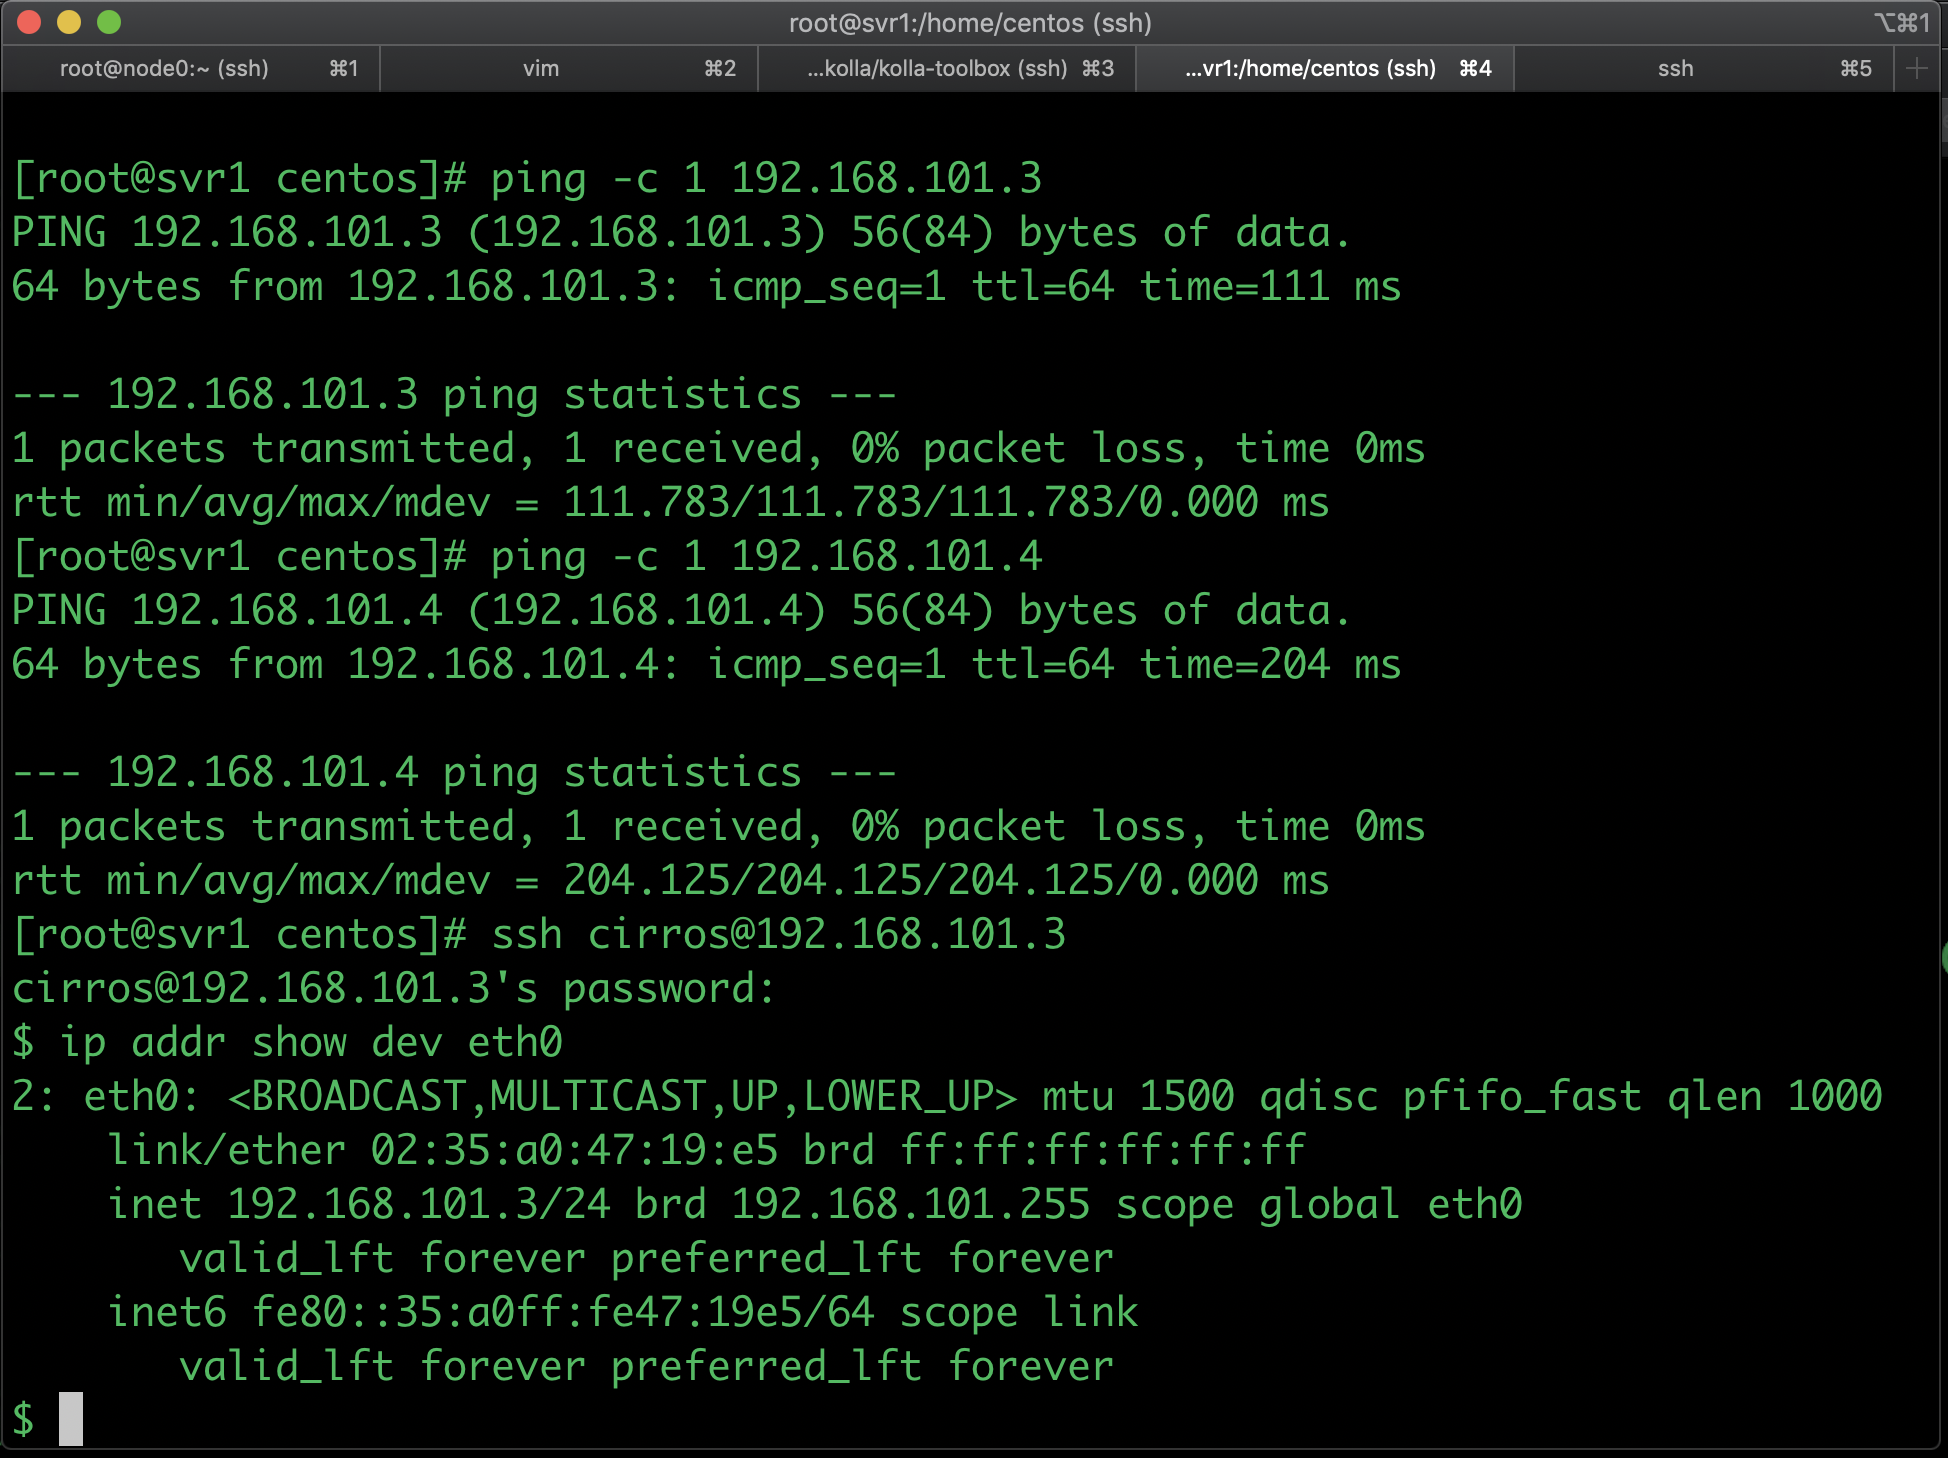 root@svr1:/home/centos (ssh)
⌥⌘1
root@node0:~ (ssh) ⌘1
vim ⌘2
...kolla/kolla-toolbox (ssh) ⌘3
...vr1:/home/centos (ssh) ⌘4
ssh ⌘5
[root@svr1 centos]# ping -c 1 192.168.101.3
PING 192.168.101.3 (192.168.101.3) 56(84) bytes of data.
64 bytes from 192.168.101.3: icmp_seq=1 ttl=64 time=111 ms
--- 192.168.101.3 ping statistics ---
1 packets transmitted, 1 received, 0% packet loss, time 0ms
rtt min/avg/max/mdev = 111.783/111.783/111.783/0.000 ms
[root@svr1 centos]# ping -c 1 192.168.101.4
PING 192.168.101.4 (192.168.101.4) 56(84) bytes of data.
64 bytes from 192.168.101.4: icmp_seq=1 ttl=64 time=204 ms
--- 192.168.101.4 ping statistics ---
1 packets transmitted, 1 received, 0% packet loss, time 0ms
rtt min/avg/max/mdev = 204.125/204.125/204.125/0.000 ms
[root@svr1 centos]# ssh cirros@192.168.101.3
cirros@192.168.101.3's password:
$ ip addr show dev eth0
2: eth0: <BROADCAST,MULTICAST,UP,LOWER_UP> mtu 1500 qdisc pfifo_fast qlen 1000
link/ether 02:35:a0:47:19:e5 brd ff:ff:ff:ff:ff:ff
inet 192.168.101.3/24 brd 192.168.101.255 scope global eth0
valid_lft forever preferred_lft forever
inet6 fe80::35:a0ff:fe47:19e5/64 scope link
valid_lft forever preferred_lft forever
$